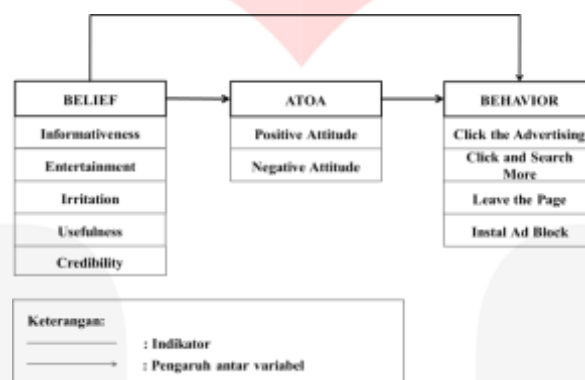 BELIEF
Informativeness
Entertainment
Irritation
Usefulness
Credibility
ATOA
Positive Attitude
Negative Attitude
BEHAVIOR
Click the Advertising
Click and Search
More
Leave the Page
Instal Ad Block
Keterangan:
: Indikator
: Pengaruh antar variabel